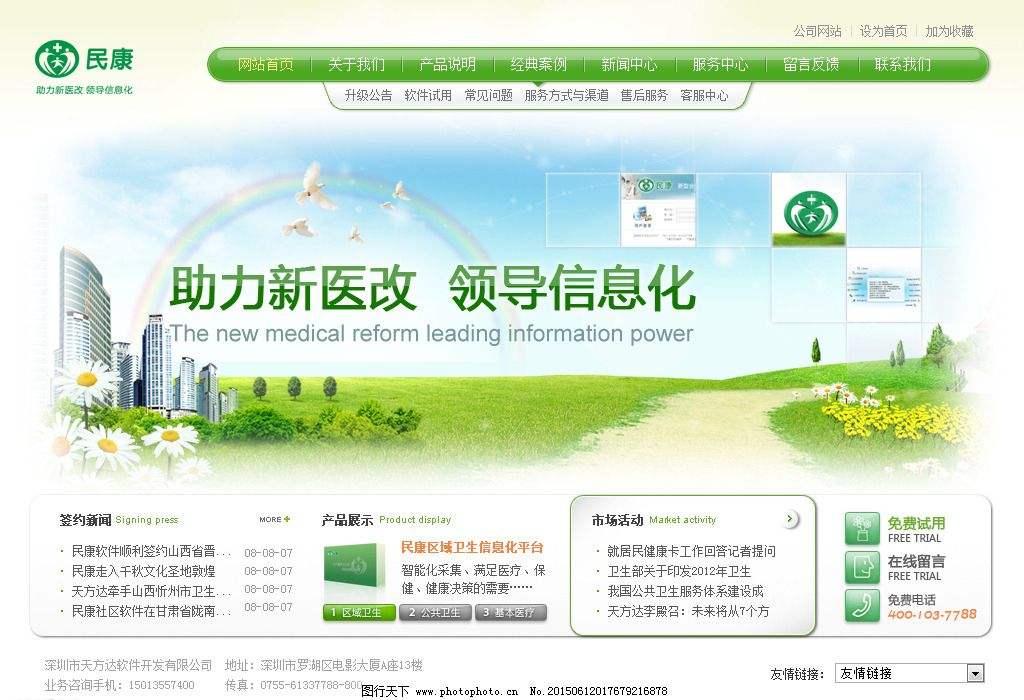 公司网站 设为首页 加为收藏
民康
助力新医改 领导信息化
网站首页 关于我们 产品说明 经典案例 新闻中心 服务中心 留言反馈 联系我们
升级公告 软件试用 常见问题 服务方式与渠道 售后服务 客服中心
民康
助力新医改 领导信息化
The new medical reform leading information power
签约新闻 Signing press MORE
民康软件顺利签约山西省晋... 08-08-07
民康走入千秋文化圣地敦煌 08-08-07
天方达牵手山西忻州市卫生... 08-08-07
民康社区软件在甘肃省陇南... 08-08-07
产品展示 Product display
民康区域卫生信息化平台
智能化采集、满足医疗、保
健、健康决策的需要……
1 区域卫生 2 公共卫生 3 基本医疗
市场活动 Market activity
就居民健康卡工作回答记者提问
卫生部关于印发2012年卫生
我国公共卫生服务体系建设成
天方达李殿召：未来将从7个方
免费试用
FREE TRIAL
在线留言
FREE TRIAL
免费电话
400-103-7788
深圳市天方达软件开发有限公司 地址：深圳市罗湖区电影大厦A座13楼
业务咨询手机：15013557400 传真：0755-61337788-800
友情链接： 友情链接
图行天下 www.photophoto.cn No.20150612017679216878